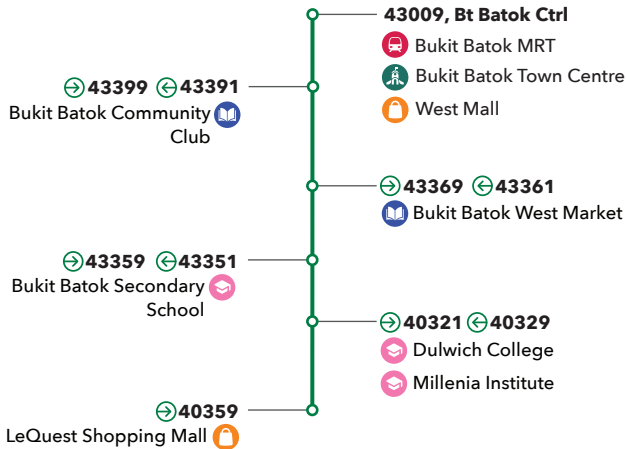 43009, Bt Batok Ctrl
Bukit Batok MRT
Bukit Batok Town Centre
West Mall
43399 43391
Bukit Batok Community
Club
43369 43361
Bukit Batok West Market
43359 43351
Bukit Batok Secondary
School
40321 40329
Dulwich College
Millenia Institute
40359
LeQuest Shopping Mall